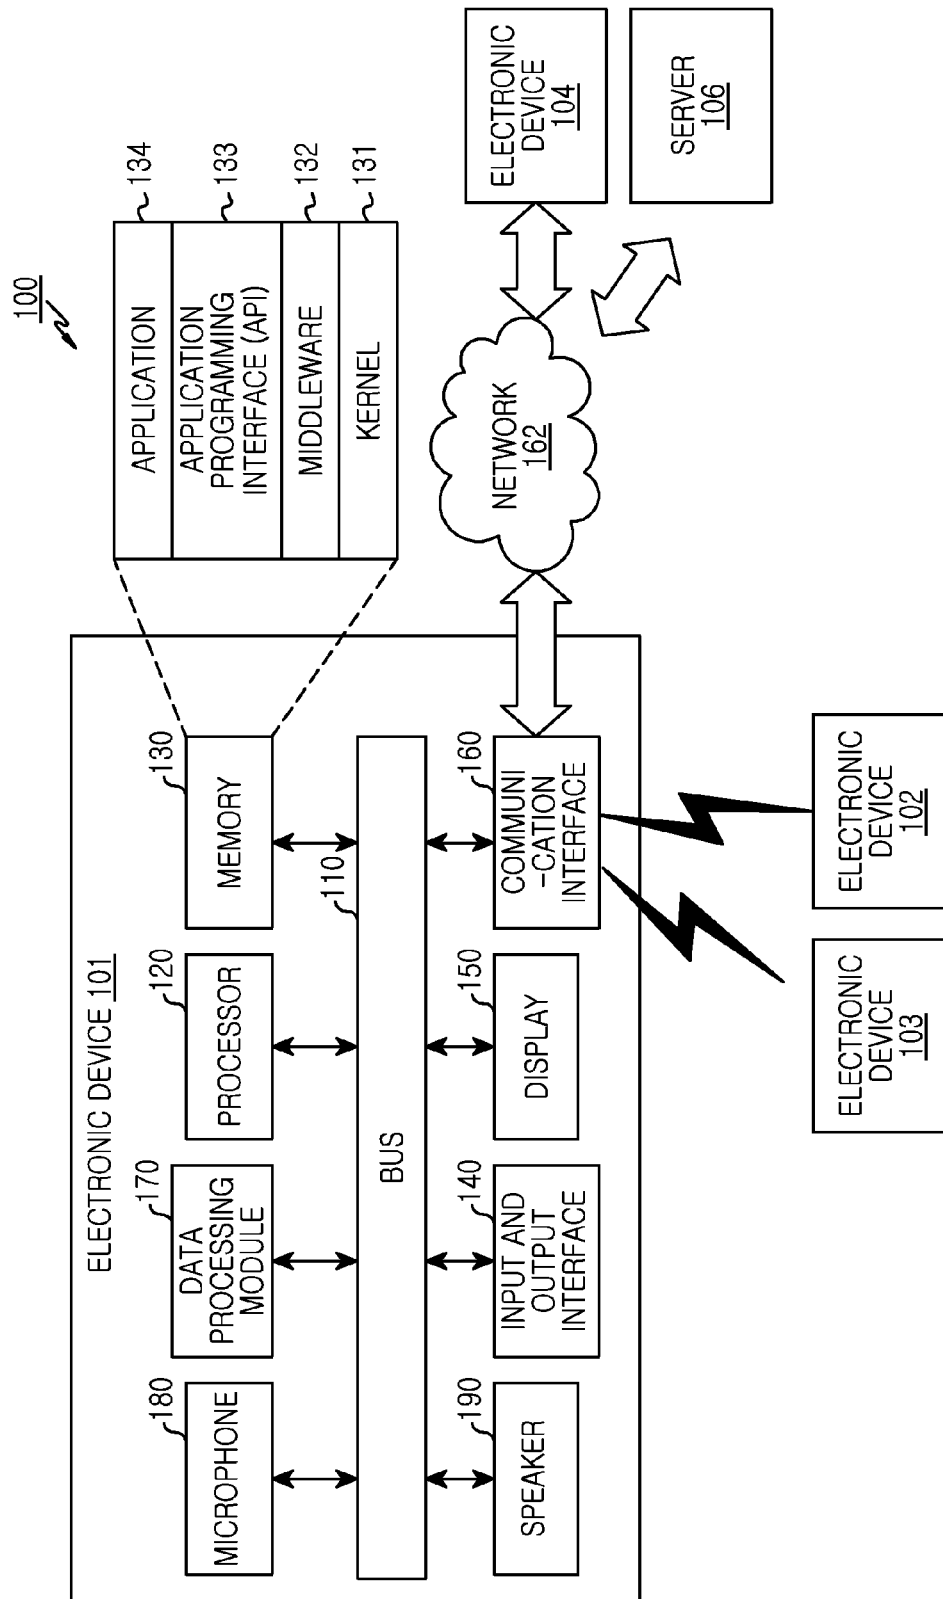 100
ELECTRONIC DEVICE 101
180
MICROPHONE
170
DATA
PROCESSING
MODULE
120
PROCESSOR
130
MEMORY
APPLICATION
134
APPLICATION
PROGRAMMING
INTERFACE (API)
133
MIDDLEWARE
132
KERNEL
131
110
BUS
190
SPEAKER
140
INPUT AND
OUTPUT
INTERFACE
150
DISPLAY
160
COMMUNI
-CATION
INTERFACE
NETWORK
162
ELECTRONIC
DEVICE
104
SERVER
106
ELECTRONIC
DEVICE
103
ELECTRONIC
DEVICE
102